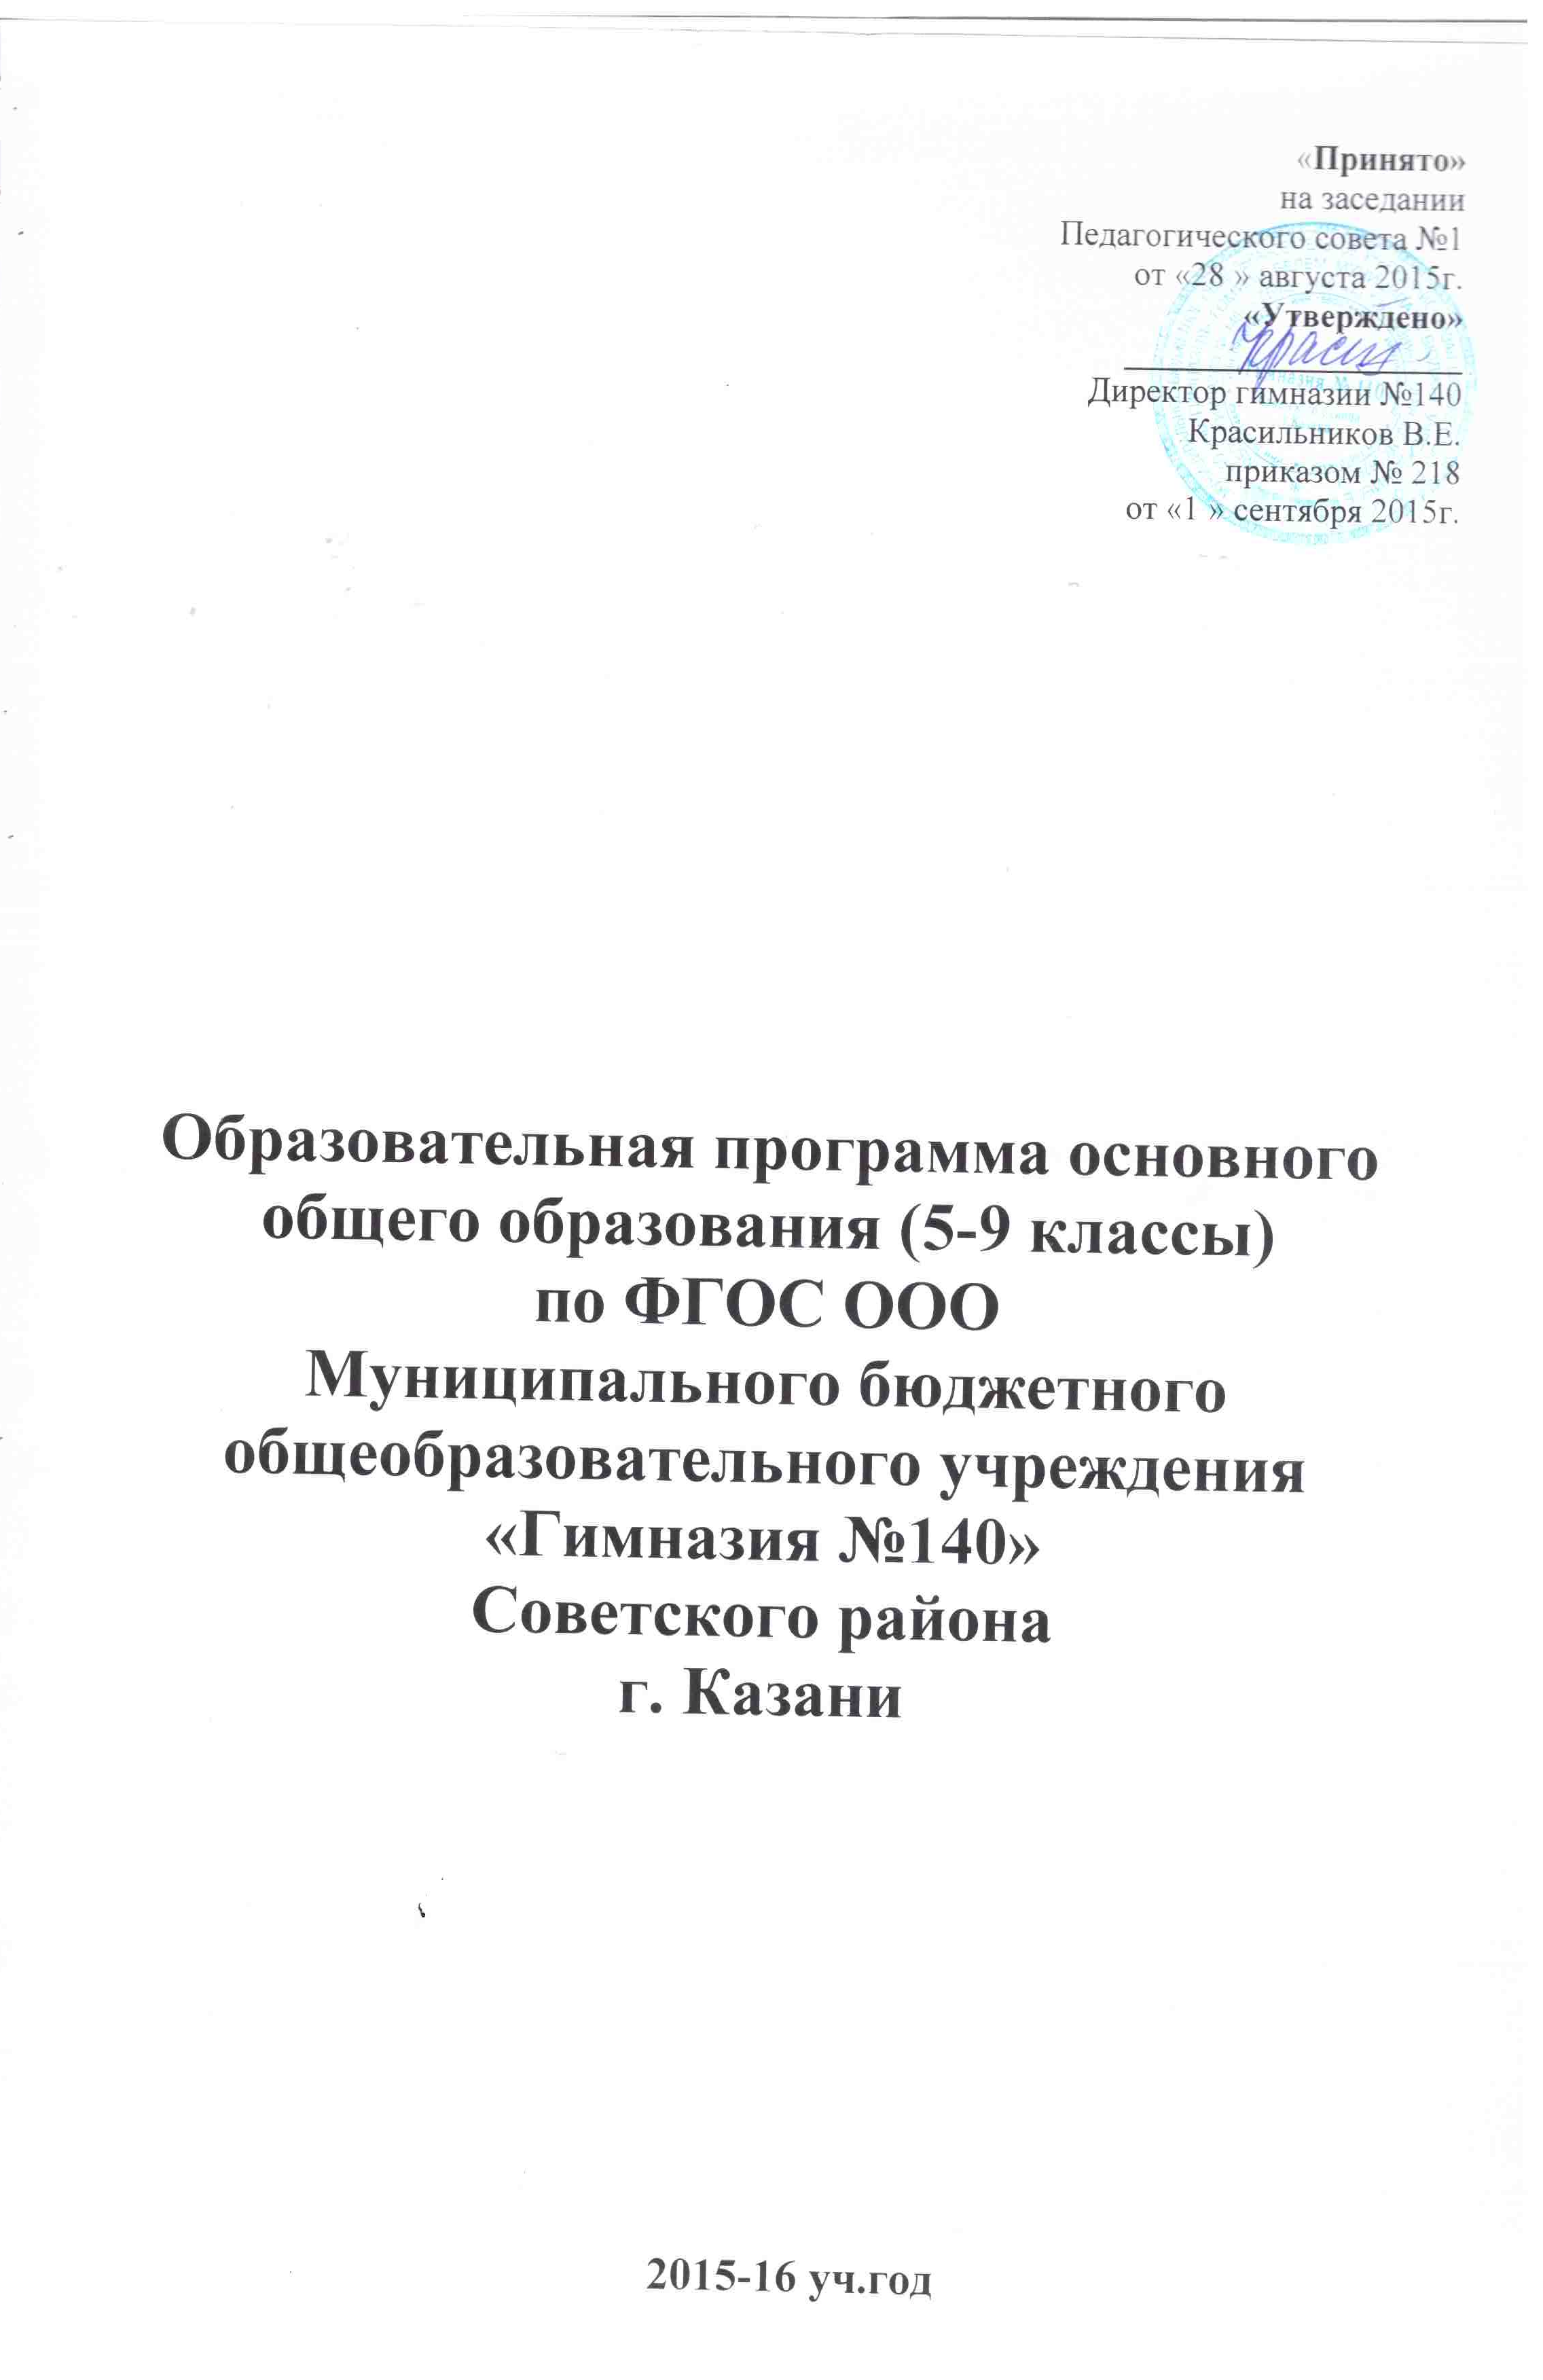 «Принято»
на заседании
Педагогического совета №1
от «28 » августа 2015г.
«Утверждено»
Директор гимназии №140
Красильников В.Е.
приказом № 218
от «1 » сентября 2015г.
Образовательная программа основного
общего образования (5-9 классы)
по ФГОС ООО
Муниципального бюджетного
общеобразовательного учреждения
«Гимназия №140»
Советского района
г. Казани
2015-16 уч.год